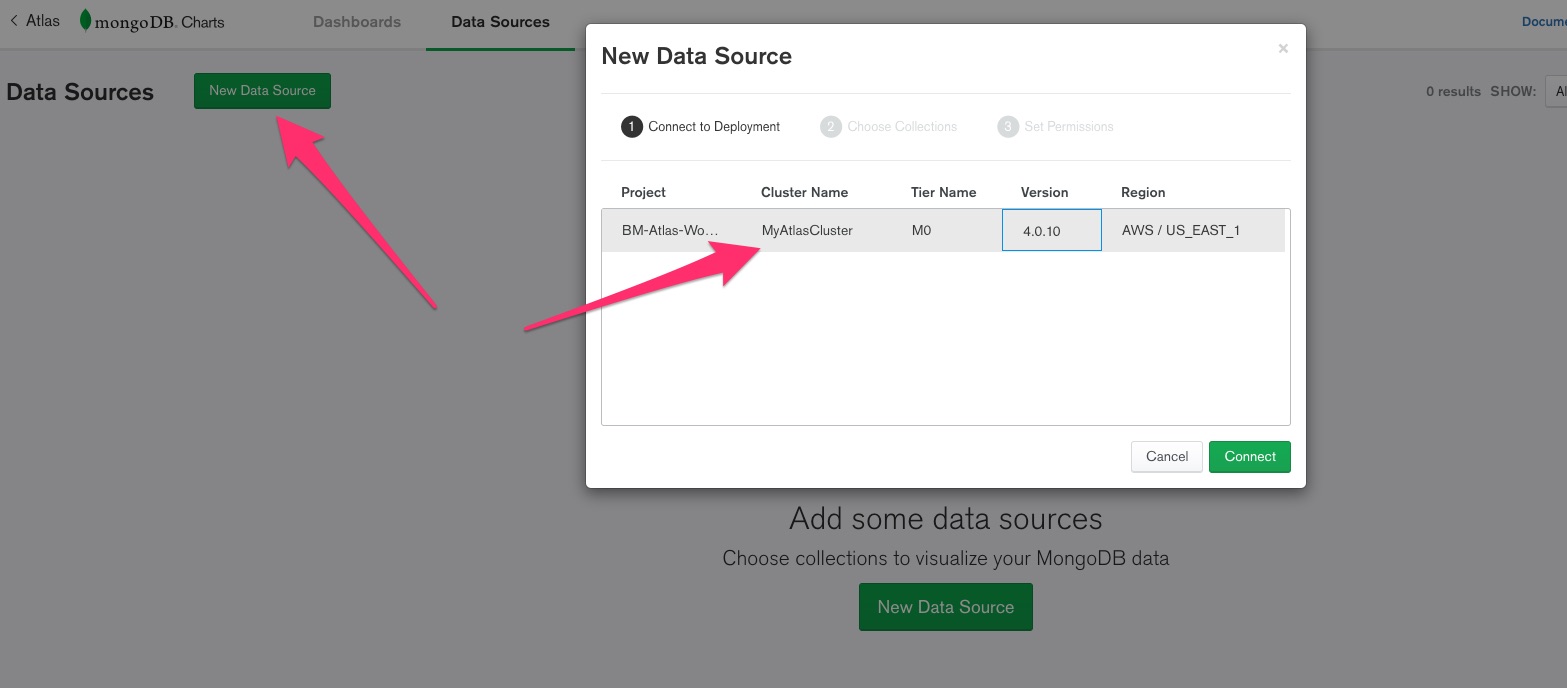 Atlas mongoDB. Charts Dashboards Data Sources
New Data Source
Data Sources New Data Source 0 results SHOW:
1 Connect to Deployment 2 Choose Collections 3 Set Permissions
Project Cluster Name Tier Name Version Region
BM-Atlas-Wo… MyAtlasCluster M0 4.0.10 AWS / US_EAST_1
Cancel Connect
Add some data sources
Choose collections to visualize your MongoDB data
New Data Source